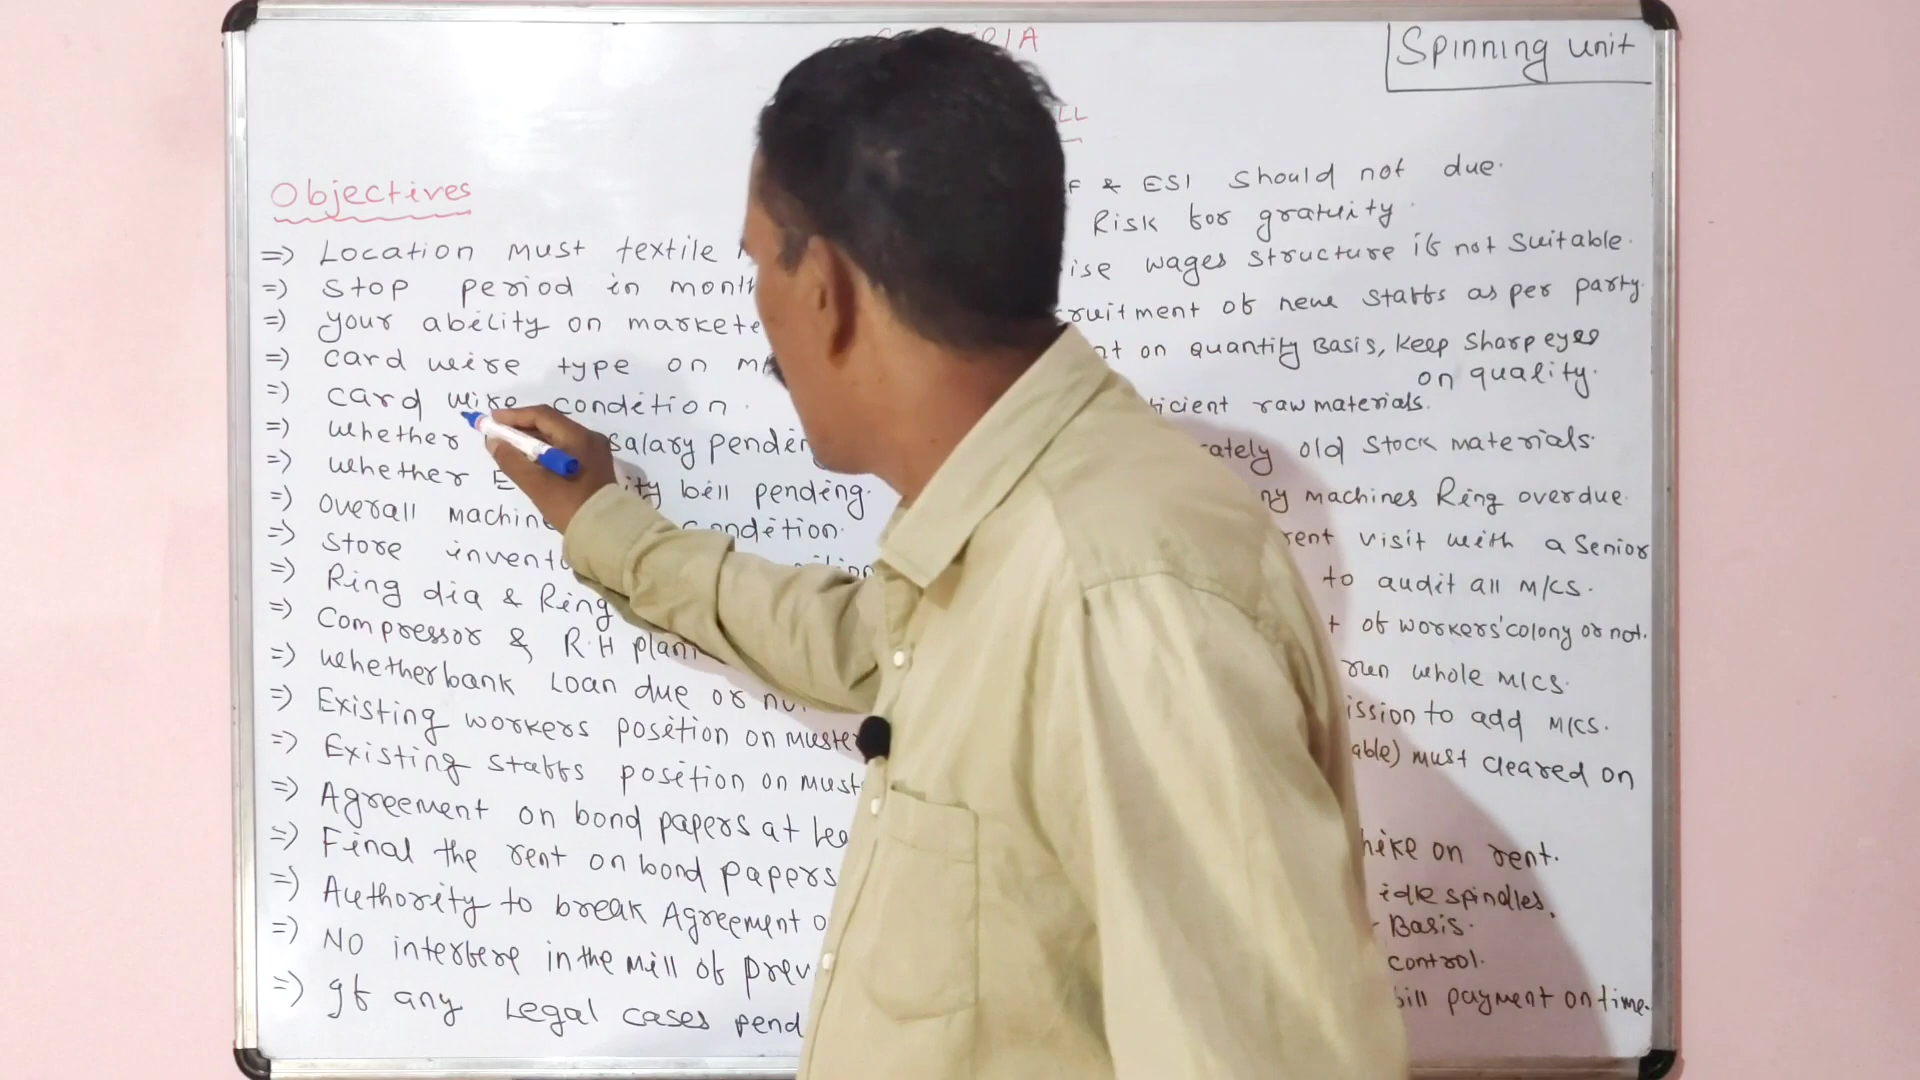 Spinning unit
Objectives
=> Location must textile
=> stop period in month
=> your ability on markete
=> card wire type on m
=> card wire condition.
=> whether salary pendin
=> whether E ity bill pending.
=> overall machine condition.
=> store invent
=> Ring dia & Ring
=> Compressor & R.H plan
=> whether bank Loan due or no
=> Existing workers position on muster
=> Existing staffs position on must
=> Agreement on bond papers at
=> Final the rent on bond papers
=> Authority to break Agreement o
=> NO interfere in the mill of prev
=> If any Legal cases pend
F & ESI should not due.
Risk for gratuity.
ise wages structure is not suitable.
ruitment of new staffs as per party.
nt on quantity Basis, keep sharp eyes
on quality.
ficient raw materials.
rately old stock materials.
ny machines Ring overdue.
rent visit with a senior
to audit all M/CS.
t of workers' colony or not.
run whole M/CS.
ission to add M/CS.
able) must cleared on
hike on rent.
idle spindles.
Basis.
control.
bill payment on time.